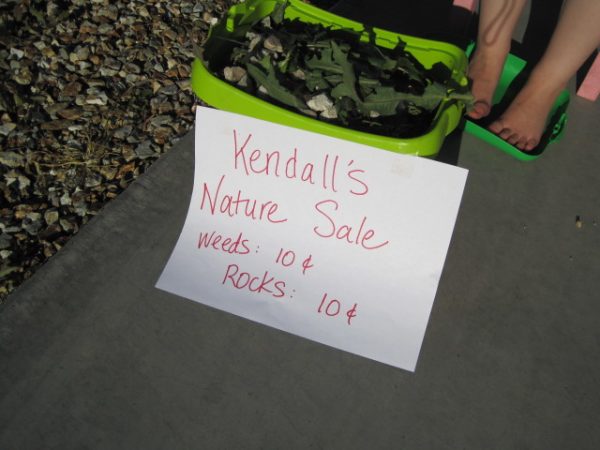 Kendall's
Nature Sale
Weeds: 10¢
Rocks: 10¢